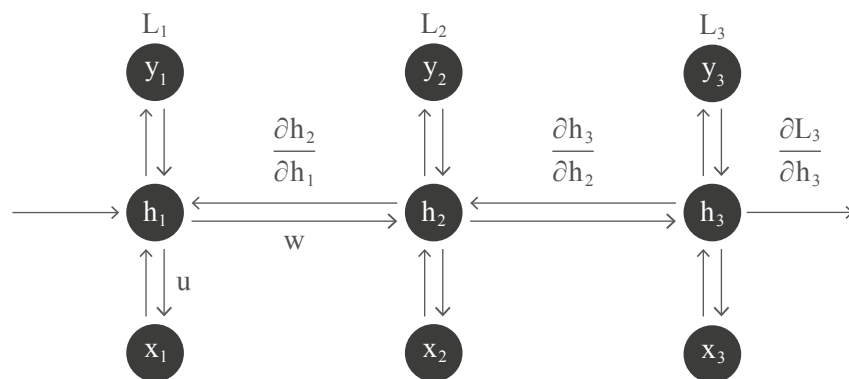 L₁ L₂ L₃
y₁ y₂ y₃
∂h₂/∂h₁ ∂h₃/∂h₂ ∂L₃/∂h₃
h₁ h₂ h₃
w
u
x₁ x₂ x₃